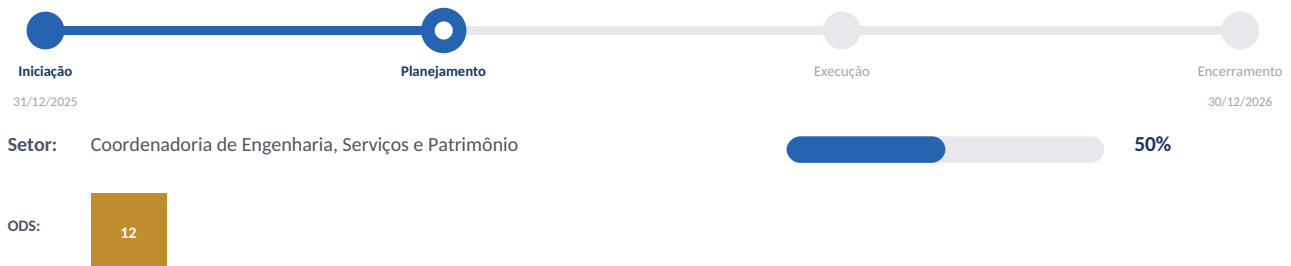 Iniciação Planejamento Execução Encerramento
31/12/2025 30/12/2026
Setor: Coordenadoria de Engenharia, Serviços e Patrimônio 50%
ODS: 12